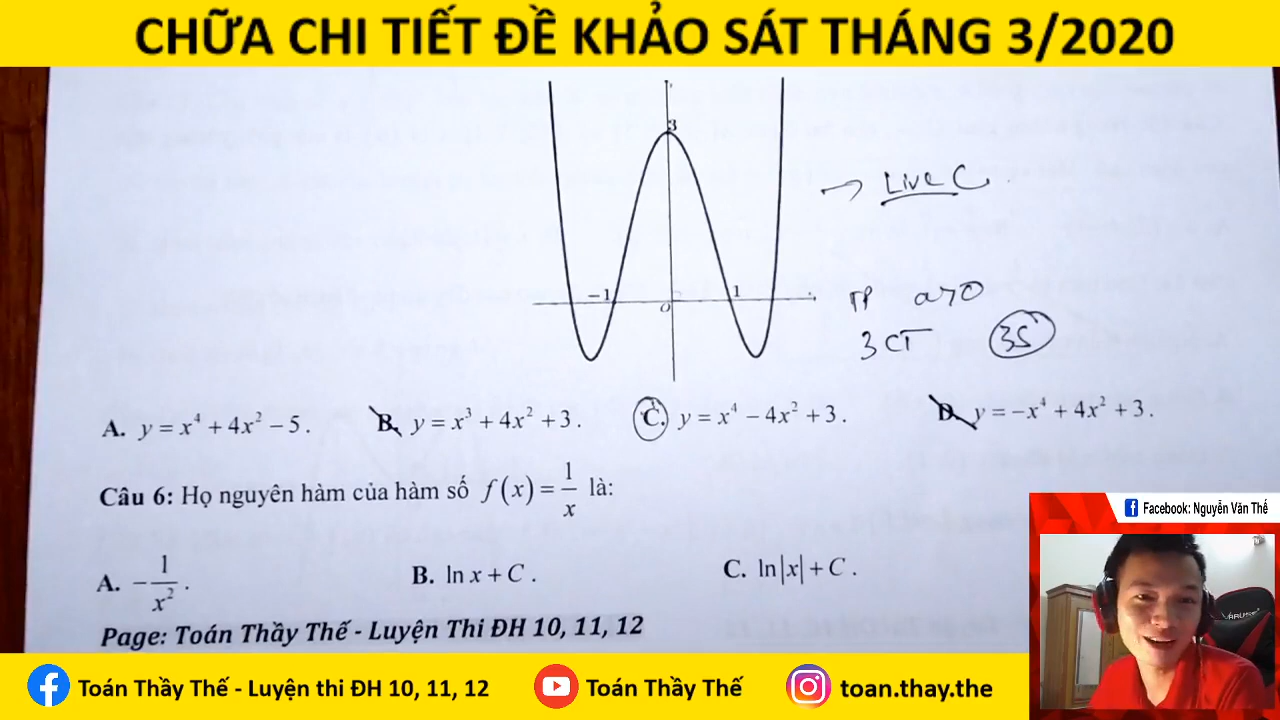 CHỮA CHI TIẾT ĐỀ KHẢO SÁT THÁNG 3/2020
3
→ Live C
−1 0 1
a>0
3 CT 3S
A. y = x⁴ + 4x² − 5. B. y = x³ + 4x² + 3. C. y = x⁴ − 4x² + 3. D. y = −x⁴ + 4x² + 3.
Câu 6: Họ nguyên hàm của hàm số f(x) = 1/x là:
Facebook: Nguyễn Văn Thế
A. −1/x². B. ln x + C. C. ln|x| + C.
Page: Toán Thầy Thế - Luyện Thi ĐH 10, 11, 12
Toán Thầy Thế - Luyện thi ĐH 10, 11, 12 Toán Thầy Thế toan.thay.the